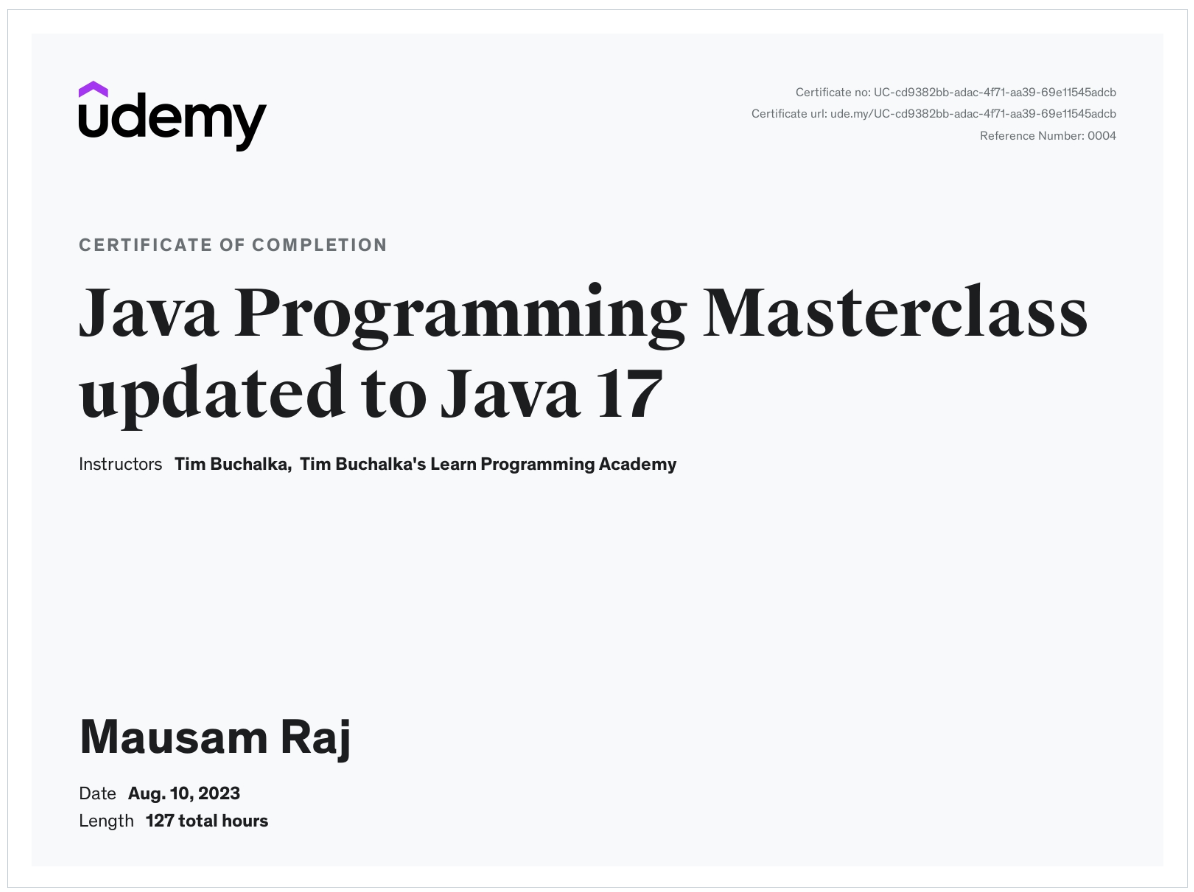 udemy
Certificate no: UC-cd9382bb-adac-4f71-aa39-69e11545adcb
Certificate url: ude.my/UC-cd9382bb-adac-4f71-aa39-69e11545adcb
Reference Number: 0004
CERTIFICATE OF COMPLETION
Java Programming Masterclass
updated to Java 17
Instructors Tim Buchalka, Tim Buchalka's Learn Programming Academy
Mausam Raj
Date Aug. 10, 2023
Length 127 total hours